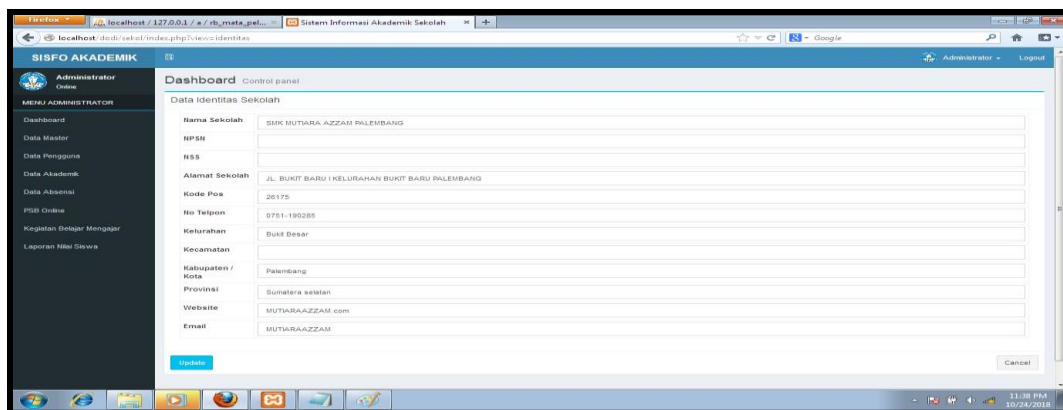 Firefox
localhost / 127.0.0.1 / a / rb_mata_pel...
Sistem Informasi Akademik Sekolah
localhost/dodi/sekol/index.php?view=identitas
Google
SISFO AKADEMIK
Administrator
Logout
Administrator
Online
Dashboard Control panel
MENU ADMINISTRATOR
Dashboard
Data Master
Data Pengguna
Data Akademik
Data Absensi
PSB Online
Kegiatan Belajar Mengajar
Laporan Nilai Siswa
Data Identitas Sekolah
Nama Sekolah SMK MUTIARA AZZAM PALEMBANG
NPSN
NSS
Alamat Sekolah JL. BUKIT BARU I KELURAHAN BUKIT BARU PALEMBANG
Kode Pos 26175
No Telpon 0751-190285
Kelurahan Bukit Besar
Kecamatan
Kabupaten /
Kota Palembang
Provinsi Sumatera selatan
Website MUTIARAAZZAM.com
Email MUTIARAAZZAM
Update
Cancel
11:38 PM
10/24/2018